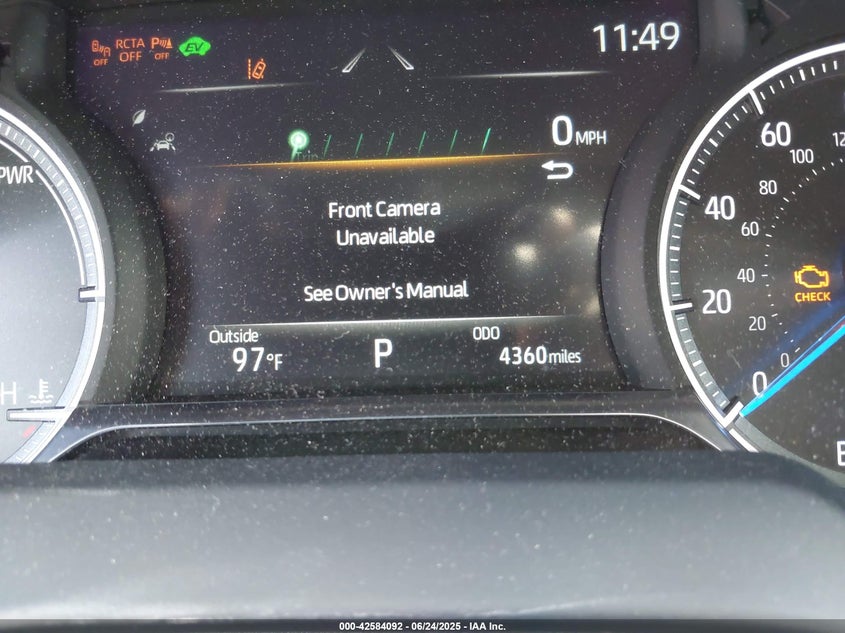 OFF
RCTA
OFF
P
OFF
EV
11:49
0 MPH
PWR
Front Camera
Unavailable
See Owner's Manual
Outside
97°F
P
ODO
4360 miles
H
60
40
20
0
100
80
60
40
20
0
CHECK
000-42584092 - 06/24/2025 - IAA Inc.